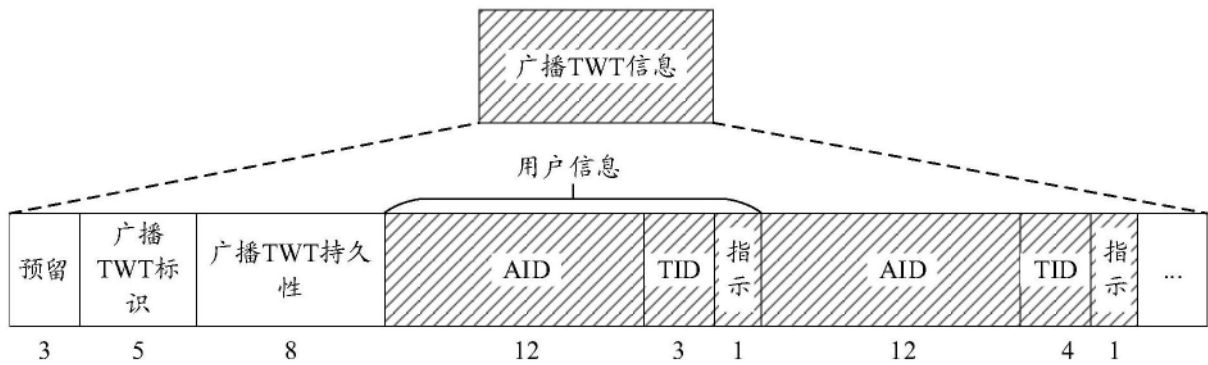 广播TWT信息
用户信息
预留
广播
TWT标
识
广播TWT持久
性
AID
TID
指
示
AID
TID
指
示
...
3 5 8 12 3 1 12 4 1